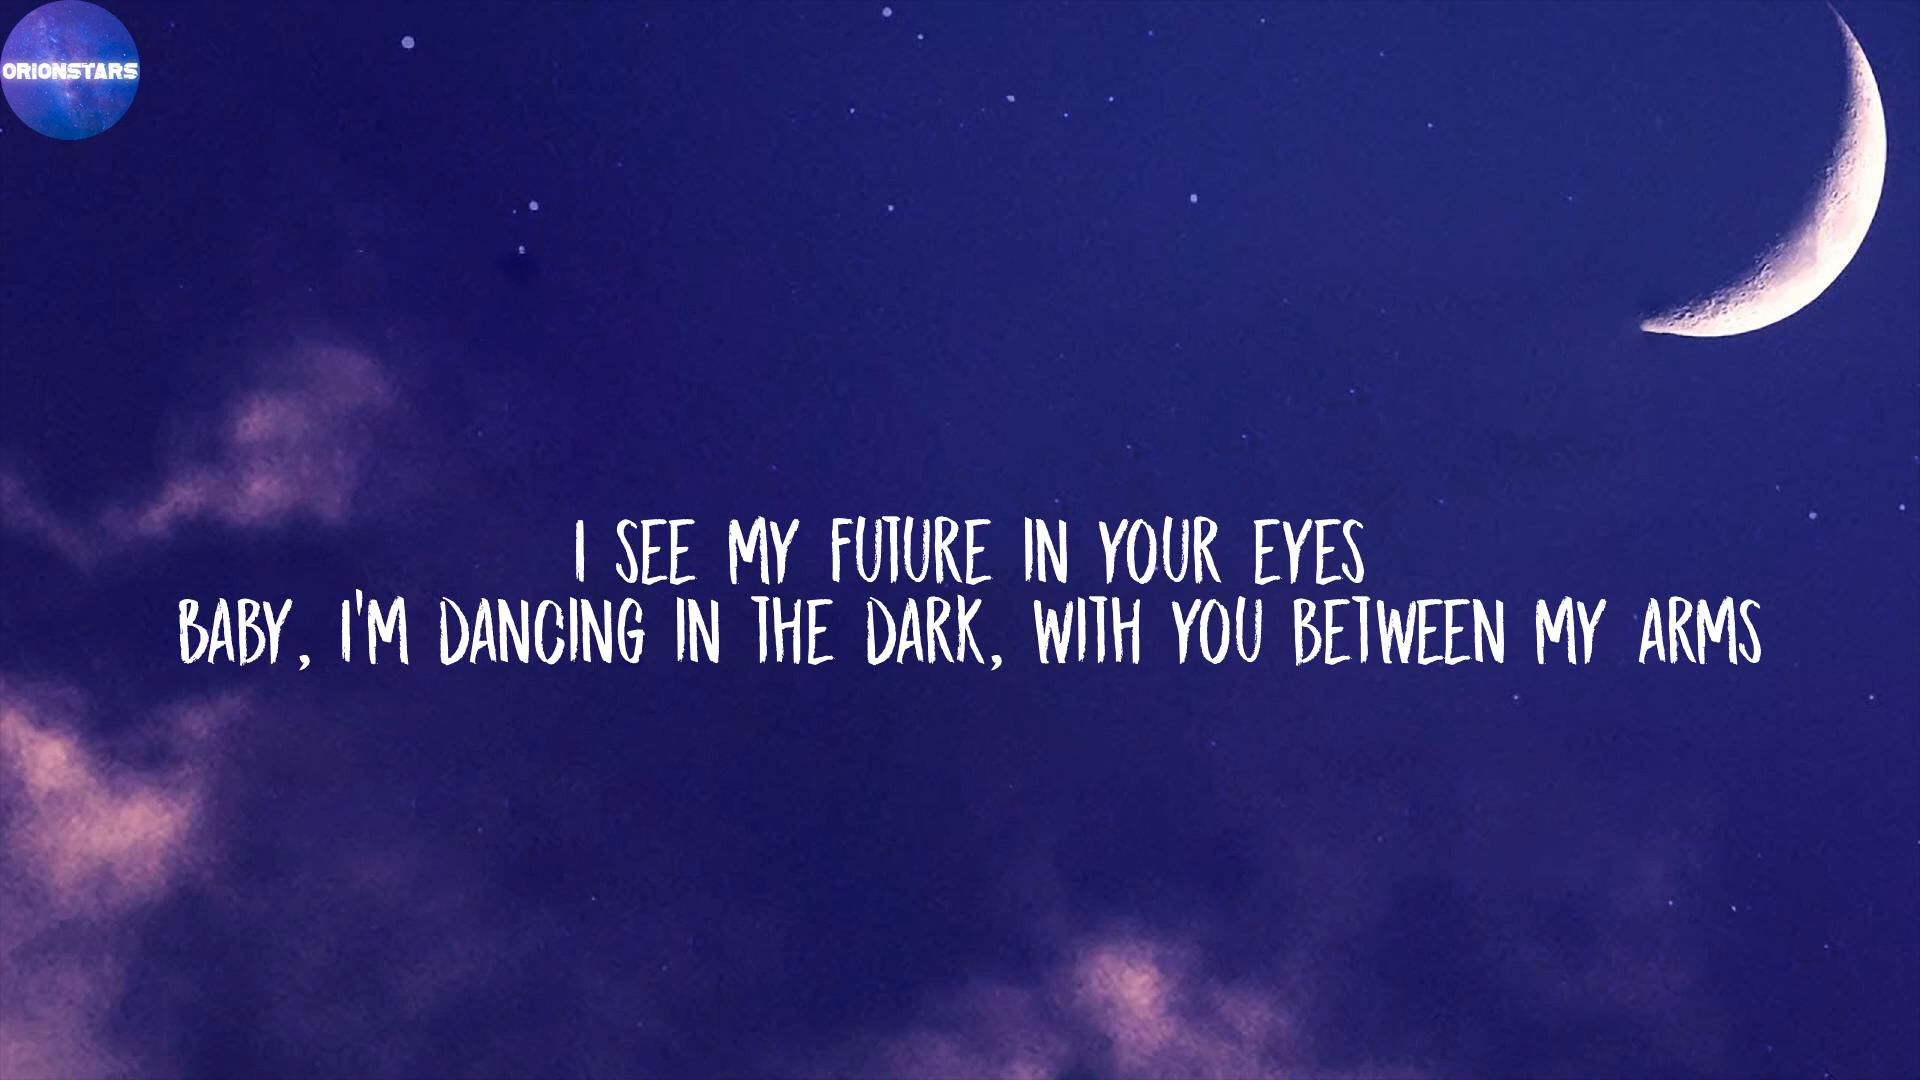 ORIONSTARS
I SEE MY FUTURE IN YOUR EYES
BABY, I'M DANCING IN THE DARK, WITH YOU BETWEEN MY ARMS